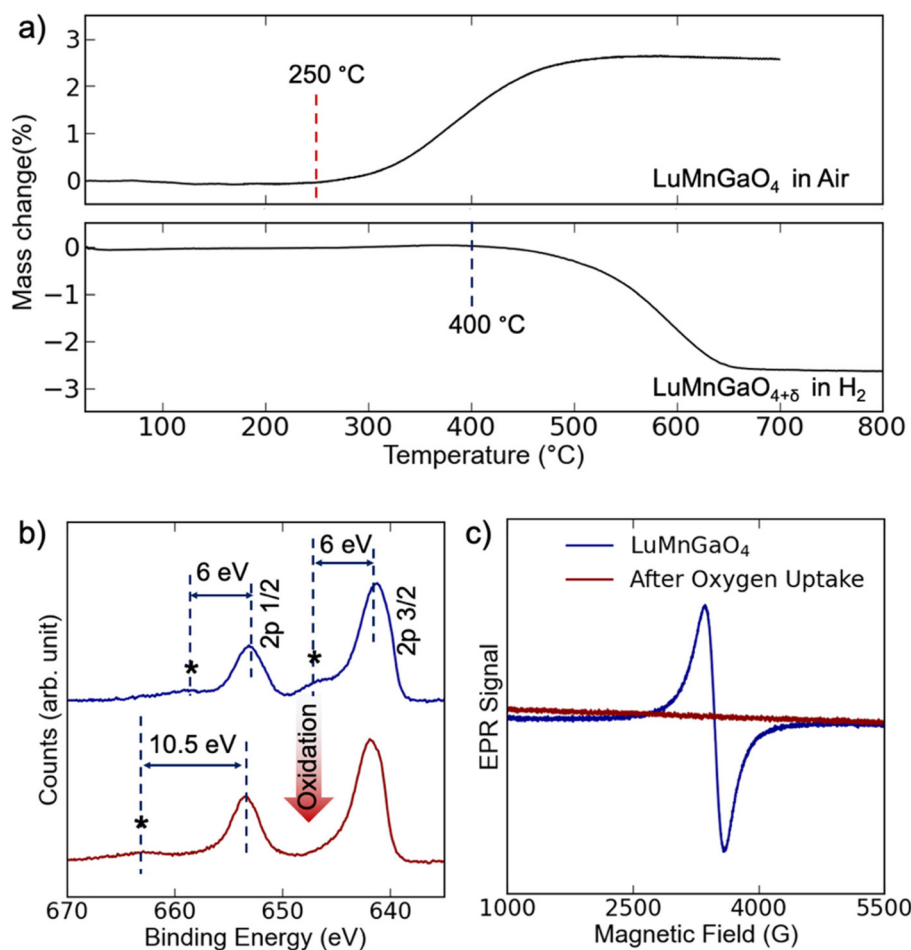 a)
Mass change(%)
3
2
1
0
250 °C
LuMnGaO₄ in Air
0
−1
−2
−3
400 °C
LuMnGaO₄₊δ in H₂
100 200 300 400 500 600 700 800
Temperature (°C)
b)
Counts (arb. unit)
6 eV
6 eV
2p 1/2
2p 3/2
*
*
Oxidation
10.5 eV
*
670 660 650 640
Binding Energy (eV)
c)
EPR Signal
LuMnGaO₄
After Oxygen Uptake
1000 2500 4000 5500
Magnetic Field (G)